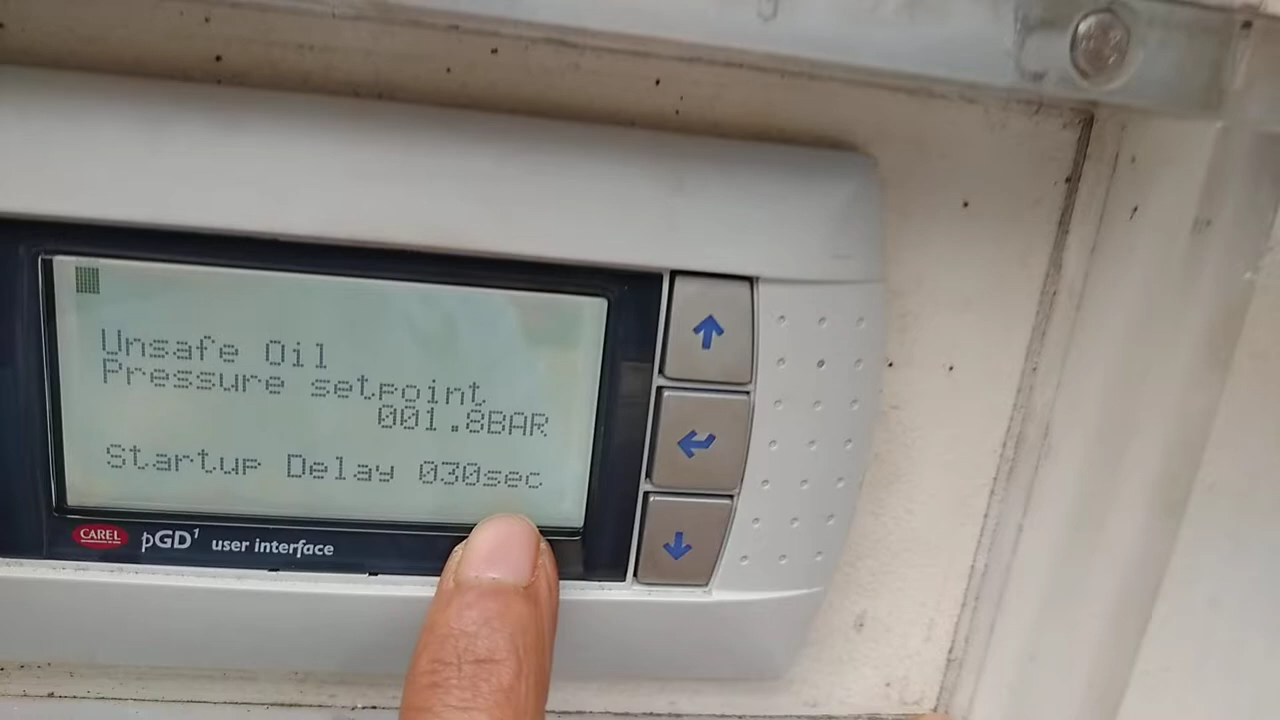 Unsafe Oil
Pressure setpoint
001.8BAR
Startup Delay 030sec
CAREL pGD¹ user interface